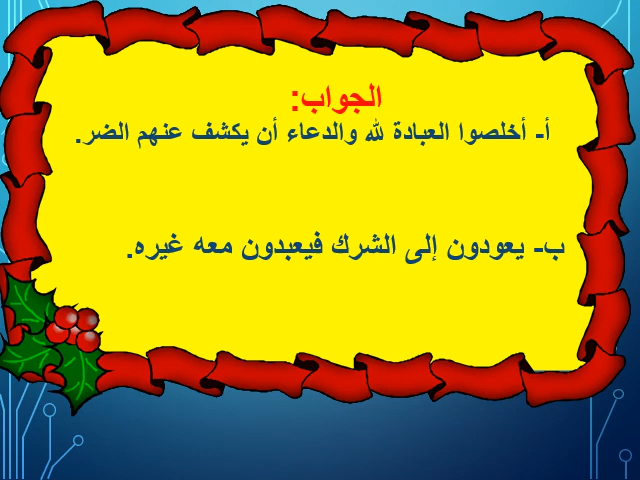 الجواب:
أ- أخلصوا العبادة لله والدعاء أن يكشف عنهم الضر.
ب- يعودون إلى الشرك فيعبدون معه غيره.